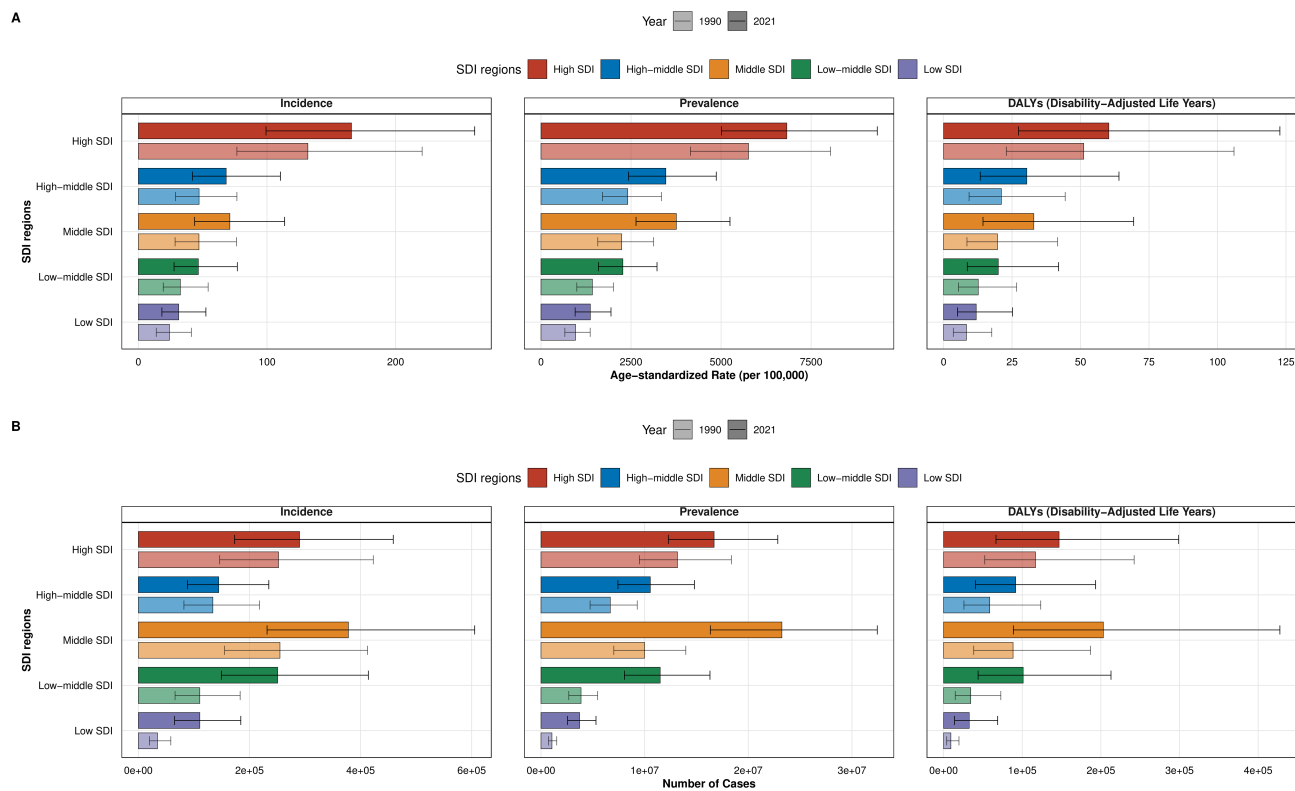 A
Year 1990 2021
SDI regions High SDI High−middle SDI Middle SDI Low−middle SDI Low SDI
Incidence Prevalence DALYs (Disability−Adjusted Life Years)
High SDI
High−middle SDI
Middle SDI
Low−middle SDI
Low SDI
SDI regions
0 100 200 0 2500 5000 7500 0 25 50 75 100 125
Age−standardized Rate (per 100,000)
B
Year 1990 2021
SDI regions High SDI High−middle SDI Middle SDI Low−middle SDI Low SDI
Incidence Prevalence DALYs (Disability−Adjusted Life Years)
High SDI
High−middle SDI
Middle SDI
Low−middle SDI
Low SDI
SDI regions
0e+00 2e+05 4e+05 6e+05 0e+00 1e+07 2e+07 3e+07 0e+00 1e+05 2e+05 3e+05 4e+05
Number of Cases